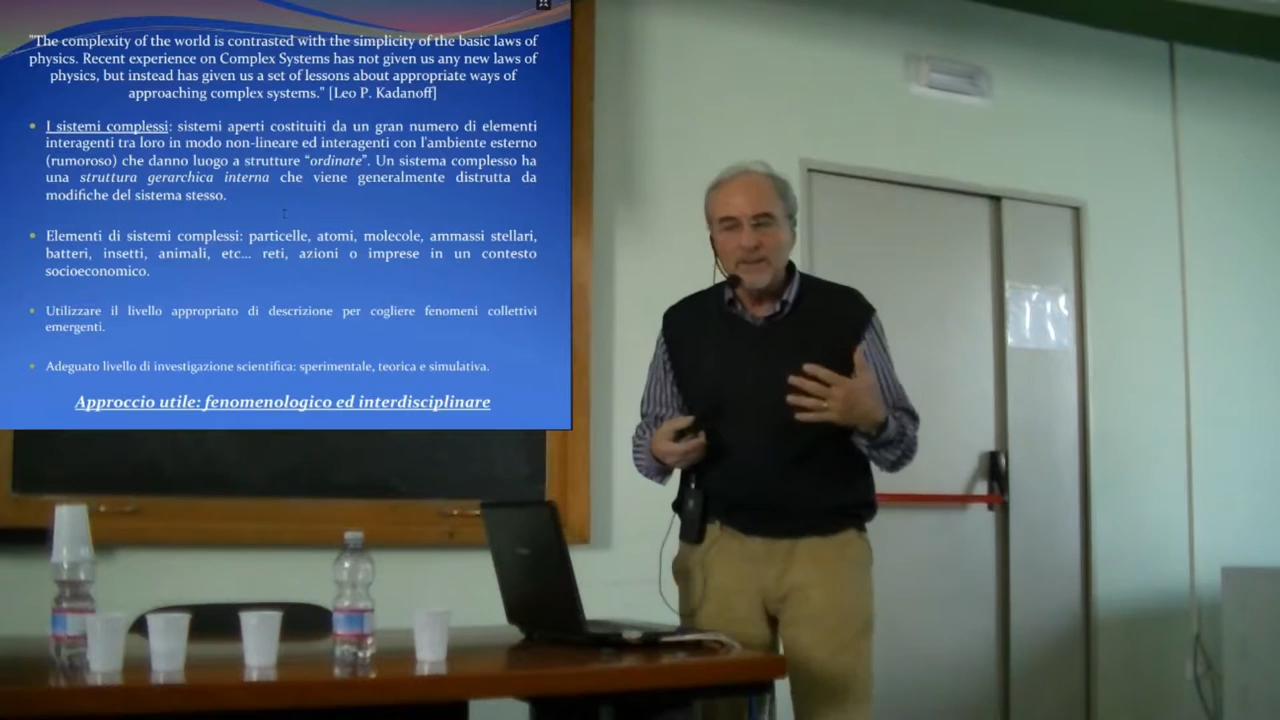 "The complexity of the world is contrasted with the simplicity of the basic laws of
physics. Recent experience on Complex Systems has not given us any new laws of
physics, but instead has given us a set of lessons about appropriate ways of
approaching complex systems." [Leo P. Kadanoff]
• I sistemi complessi: sistemi aperti costituiti da un gran numero di elementi
interagenti tra loro in modo non-lineare ed interagenti con l'ambiente esterno
(rumoroso) che danno luogo a strutture "ordinate". Un sistema complesso ha
una struttura gerarchica interna che viene generalmente distrutta da
modifiche del sistema stesso.
• Elementi di sistemi complessi: particelle, atomi, molecole, ammassi stellari,
batteri, insetti, animali, etc... reti, azioni o imprese in un contesto
socioeconomico.
• Utilizzare il livello appropriato di descrizione per cogliere fenomeni collettivi
emergenti.
• Adeguato livello di investigazione scientifica: sperimentale, teorica e simulativa.
Approccio utile: fenomenologico ed interdisciplinare